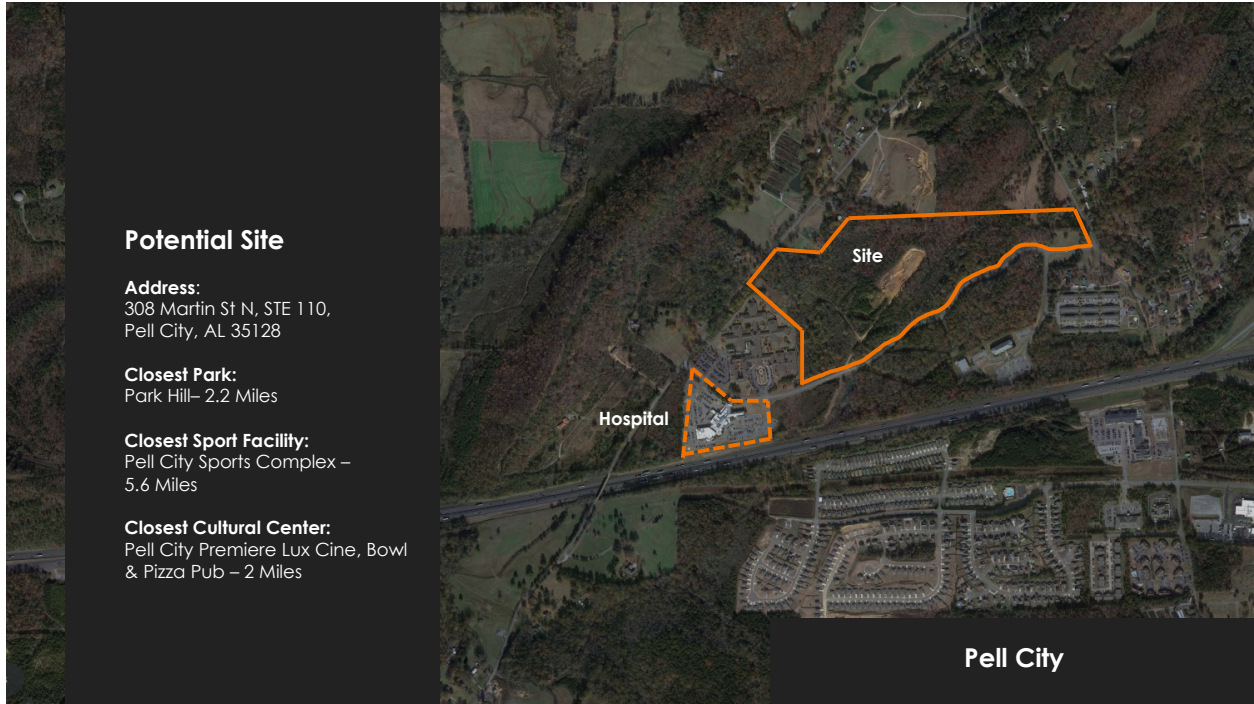 Potential Site
Address:
308 Martin St N, STE 110,
Pell City, AL 35128
Closest Park:
Park Hill– 2.2 Miles
Closest Sport Facility:
Pell City Sports Complex –
5.6 Miles
Closest Cultural Center:
Pell City Premiere Lux Cine, Bowl
& Pizza Pub – 2 Miles
Site
Hospital
Pell City